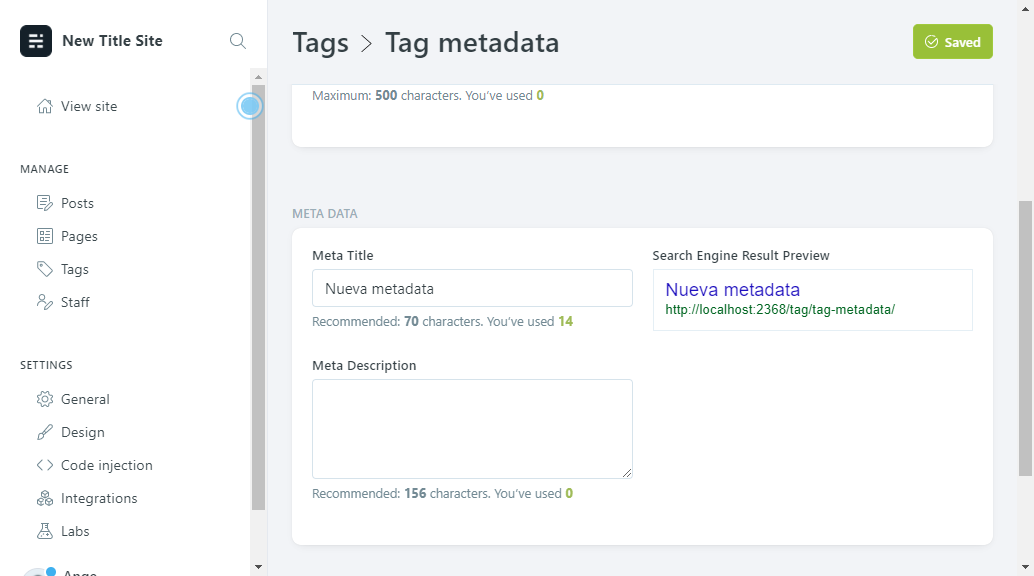 New Title Site
View site
MANAGE
Posts
Pages
Tags
Staff
SETTINGS
General
Design
Code injection
Integrations
Labs
Ange
Tags > Tag metadata
Saved
Maximum: 500 characters. You've used 0
META DATA
Meta Title
Nueva metadata
Recommended: 70 characters. You've used 14
Meta Description
Recommended: 156 characters. You've used 0
Search Engine Result Preview
Nueva metadata
http://localhost:2368/tag/tag-metadata/